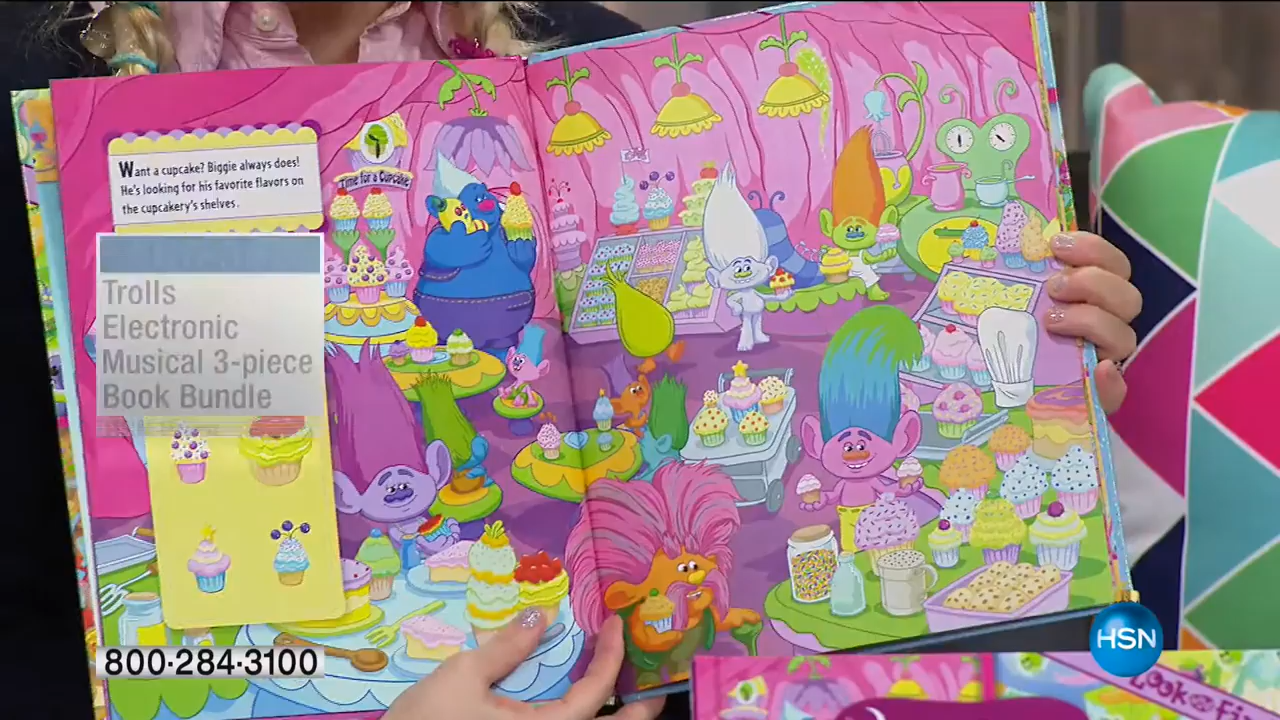 Want a cupcake? Biggie always does!
He's looking for his favorite flavors on
the cupcakery's shelves.
Time for a Cupcake
Trolls
Electronic
Musical 3-piece
Book Bundle
800-284-3100
HSN
Look